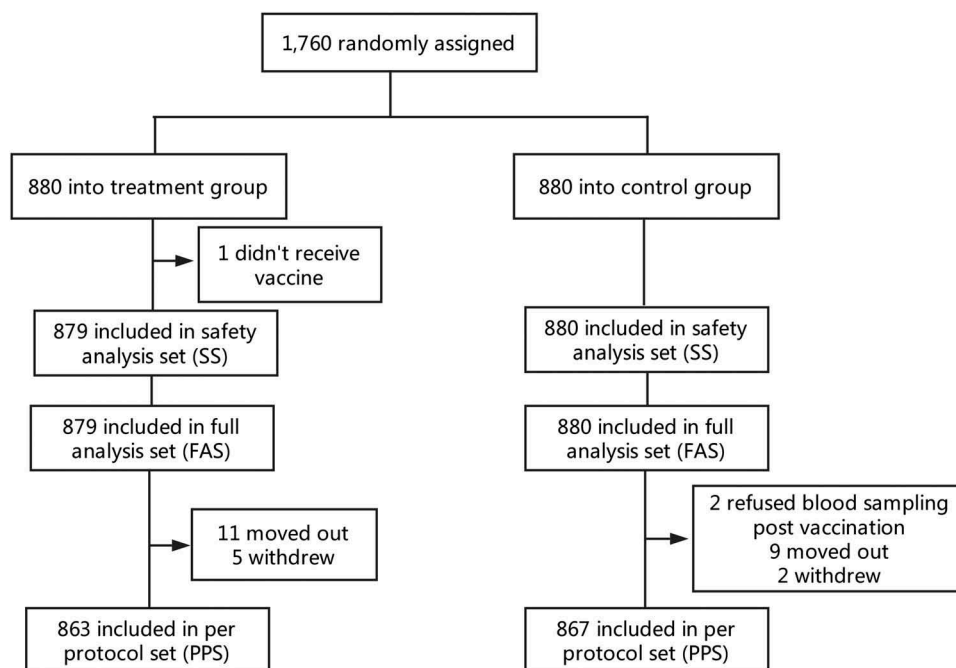 1,760 randomly assigned
880 into treatment group
880 into control group
1 didn't receive
vaccine
879 included in safety
analysis set (SS)
880 included in safety
analysis set (SS)
879 included in full
analysis set (FAS)
880 included in full
analysis set (FAS)
11 moved out
5 withdrew
2 refused blood sampling
post vaccination
9 moved out
2 withdrew
863 included in per
protocol set (PPS)
867 included in per
protocol set (PPS)